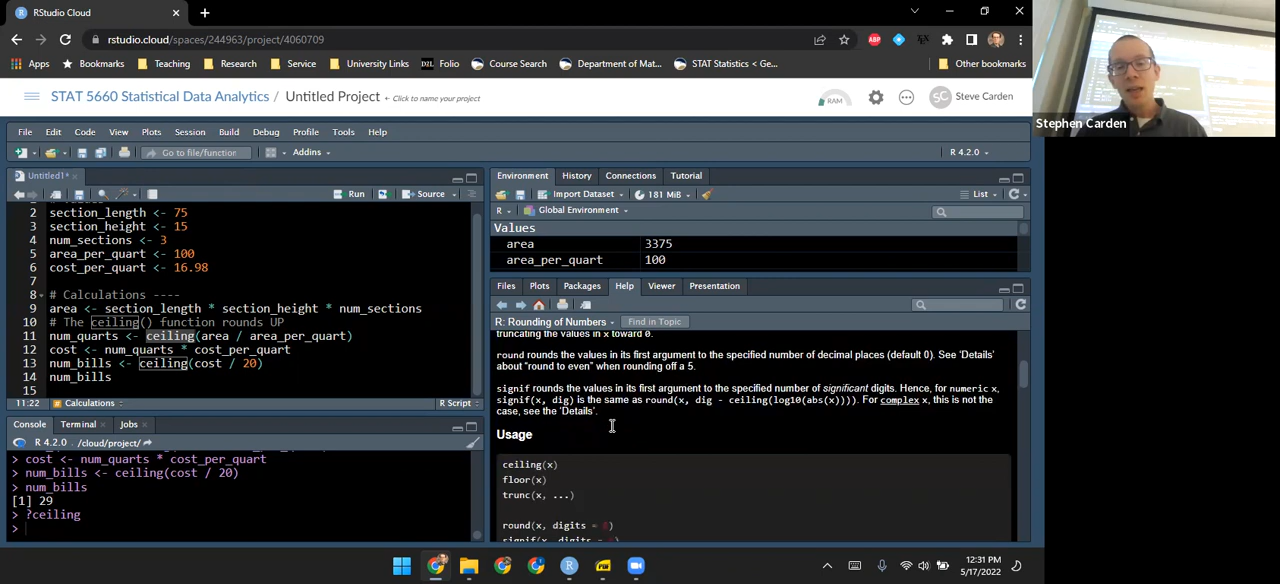 RStudio Cloud
rstudio.cloud/spaces/244963/project/4060709
Apps Bookmarks Teaching Research Service University Links Folio Course Search Department of Mat... STAT Statistics < Ge... Other bookmarks
STAT 5660 Statistical Data Analytics / Untitled Project Click to name your project RAM SC Steve Carden
Stephen Carden
File Edit Code View Plots Session Build Debug Profile Tools Help
Go to file/function Addins R 4.2.0
Untitled1*
Run Source
2 section_length <- 75
3 section_height <- 15
4 num_sections <- 3
5 area_per_quart <- 100
6 cost_per_quart <- 16.98
7
8 # Calculations ----
9 area <- section_length * section_height * num_sections
10 # The ceiling() function rounds UP
11 num_quarts <- ceiling(area / area_per_quart)
12 cost <- num_quarts * cost_per_quart
13 num_bills <- ceiling(cost / 20)
14 num_bills
15
11:22 Calculations R Script
Console Terminal Jobs
R 4.2.0 . /cloud/project/
> cost <- num_quarts * cost_per_quart
> num_bills <- ceiling(cost / 20)
> num_bills
[1] 29
> ?ceiling
>
Environment History Connections Tutorial
Import Dataset 181 MiB List
R Global Environment
Values
area 3375
area_per_quart 100
Files Plots Packages Help Viewer Presentation
R: Rounding of Numbers Find in Topic
truncating the values in x toward 0.
round rounds the values in its first argument to the specified number of decimal places (default 0). See ‘Details’
about “round to even” when rounding off a 5.
signif rounds the values in its first argument to the specified number of significant digits. Hence, for numeric x,
signif(x, dig) is the same as round(x, dig - ceiling(log10(abs(x)))). For complex x, this is not the
case, see the ‘Details’.
Usage
ceiling(x)
floor(x)
trunc(x, ...)
round(x, digits = 0)
signif(x, digits =
12:31 PM
5/17/2022